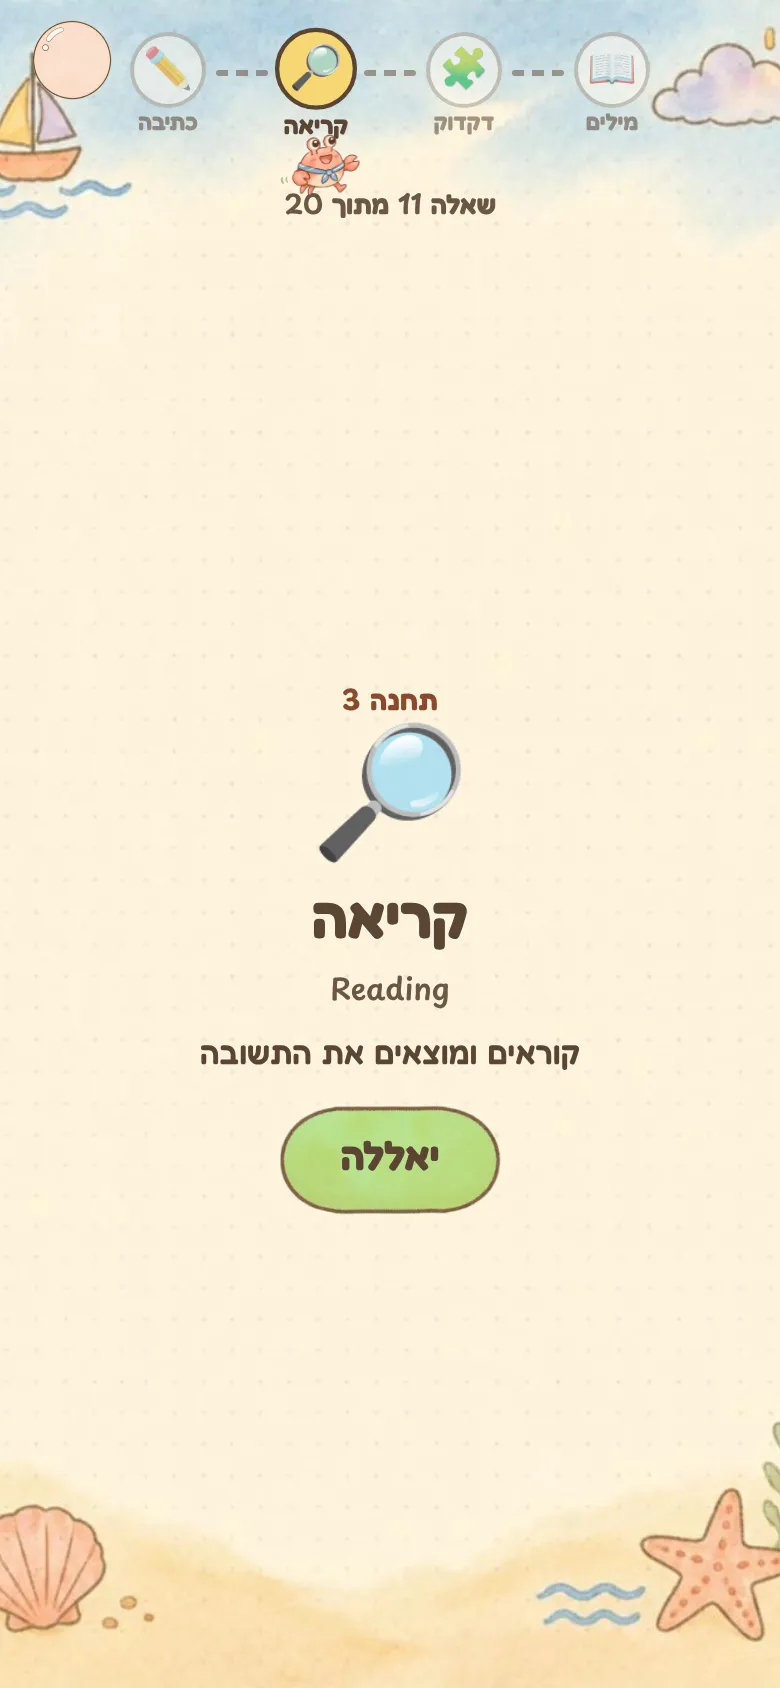 מילים
דקדוק
קריאה
כתיבה
שאלה 11 מתוך 20
תחנה 3
קריאה
Reading
קוראים ומוצאים את התשובה
יאללה